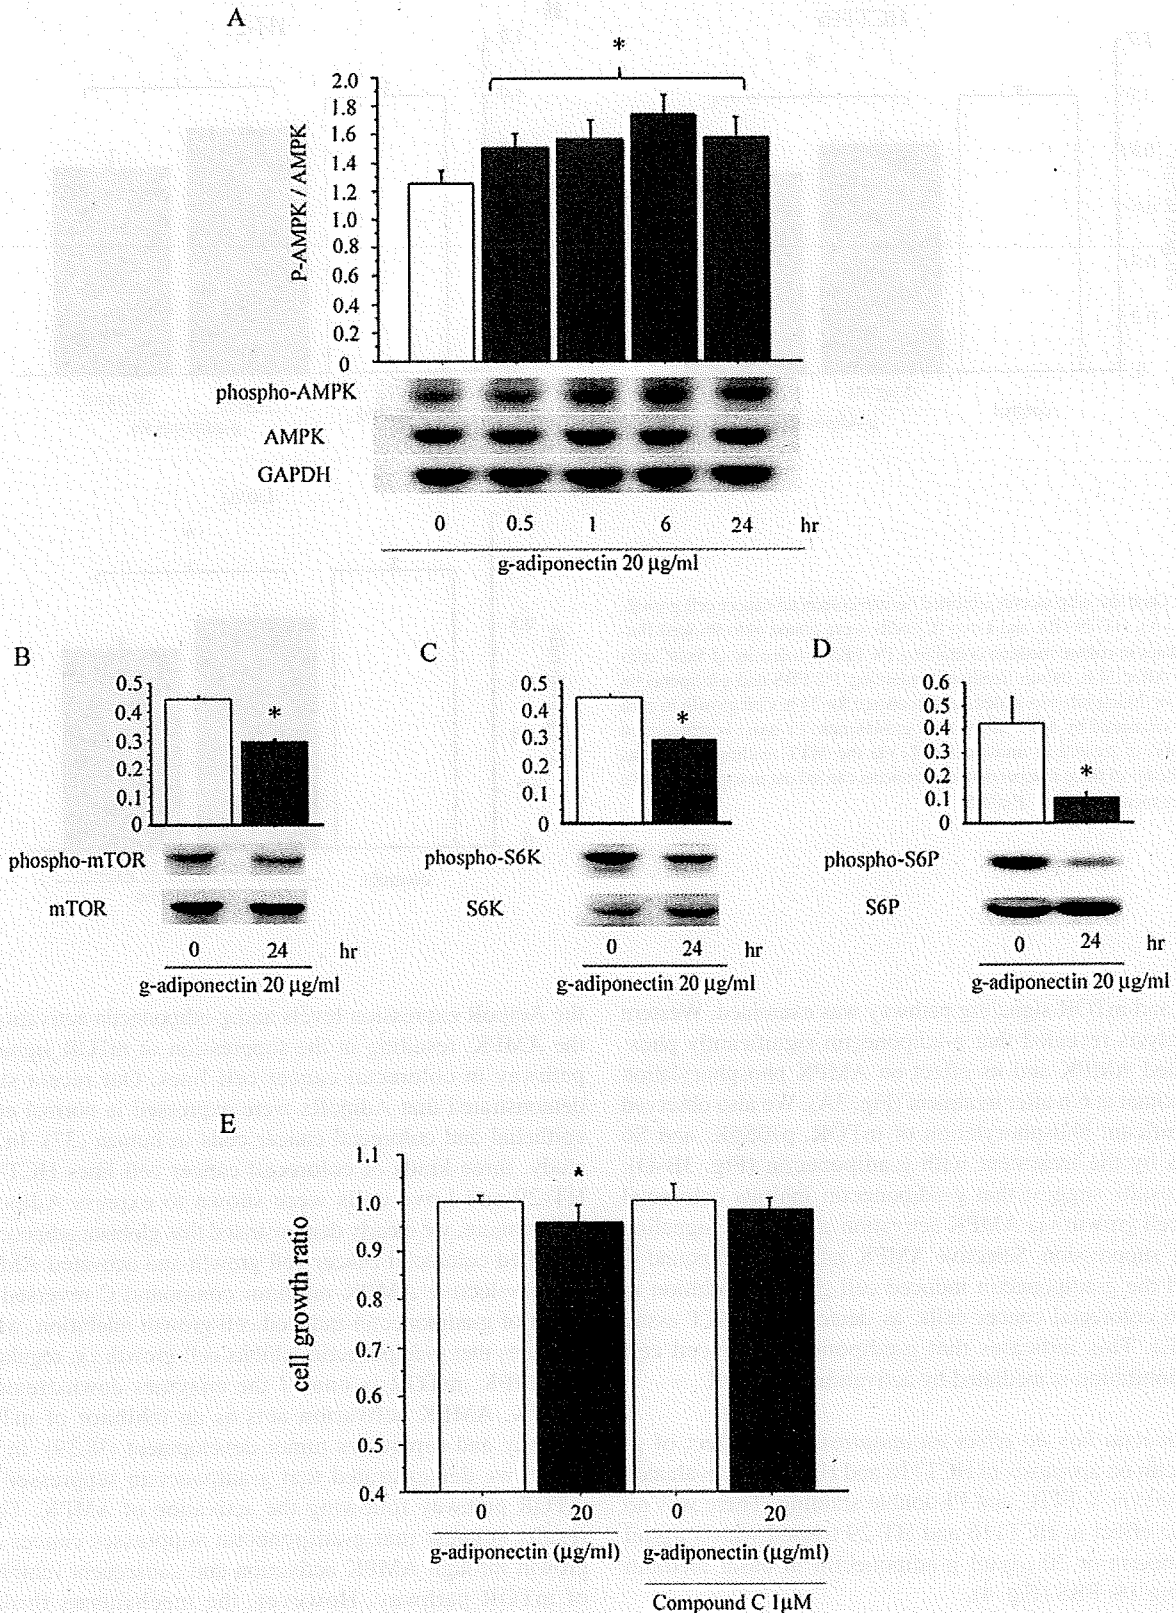 A
*
P-AMPK / AMPK
2.0
1.8
1.6
1.4
1.2
1.0
0.8
0.6
0.4
0.2
0
phospho-AMPK
AMPK
GAPDH
0 0.5 1 6 24 hr
g-adiponectin 20 μg/ml
B
0.5
0.4
0.3
0.2
0.1
0
*
phospho-mTOR
mTOR
0 24 hr
g-adiponectin 20 μg/ml
C
0.5
0.4
0.3
0.2
0.1
0
*
phospho-S6K
S6K
0 24 hr
g-adiponectin 20 μg/ml
D
0.6
0.5
0.4
0.3
0.2
0.1
0
*
phospho-S6P
S6P
0 24 hr
g-adiponectin 20 μg/ml
E
cell growth ratio
1.1
1.0
0.9
0.8
0.7
0.6
0.5
0.4
*
0 20 0 20
g-adiponectin (μg/ml) g-adiponectin (μg/ml)
Compound C 1μM